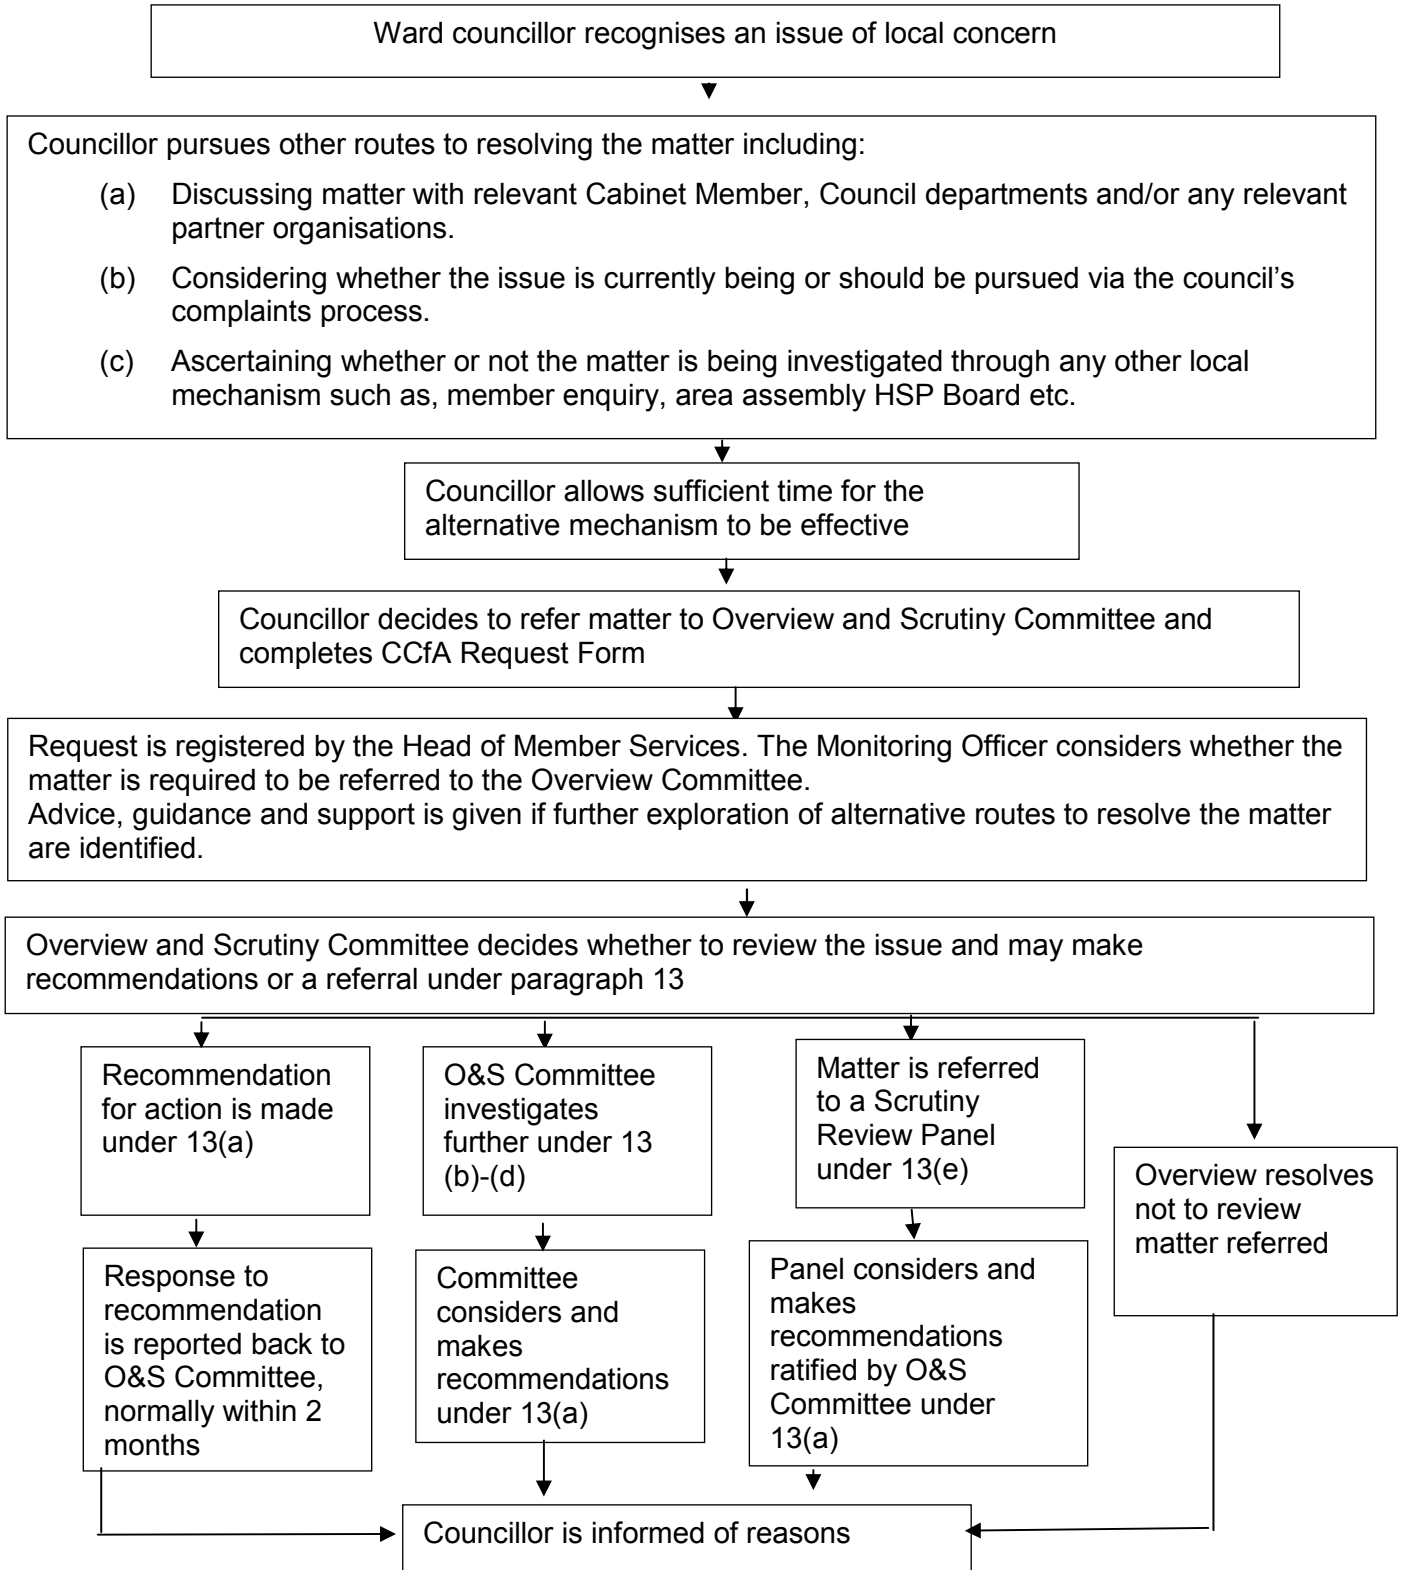 Ward councillor recognises an issue of local concern
Councillor pursues other routes to resolving the matter including:
(a) Discussing matter with relevant Cabinet Member, Council departments and/or any relevant
partner organisations.
(b) Considering whether the issue is currently being or should be pursued via the council’s
complaints process.
(c) Ascertaining whether or not the matter is being investigated through any other local
mechanism such as, member enquiry, area assembly HSP Board etc.
Councillor allows sufficient time for the
alternative mechanism to be effective
Councillor decides to refer matter to Overview and Scrutiny Committee and
completes CCfA Request Form
Request is registered by the Head of Member Services. The Monitoring Officer considers whether the
matter is required to be referred to the Overview Committee.
Advice, guidance and support is given if further exploration of alternative routes to resolve the matter
are identified.
Overview and Scrutiny Committee decides whether to review the issue and may make
recommendations or a referral under paragraph 13
Recommendation
for action is made
under 13(a)
O&S Committee
investigates
further under 13
(b)-(d)
Matter is referred
to a Scrutiny
Review Panel
under 13(e)
Overview resolves
not to review
matter referred
Response to
recommendation
is reported back to
O&S Committee,
normally within 2
months
Committee
considers and
makes
recommendations
under 13(a)
Panel considers and
makes
recommendations
ratified by O&S
Committee under
13(a)
Councillor is informed of reasons